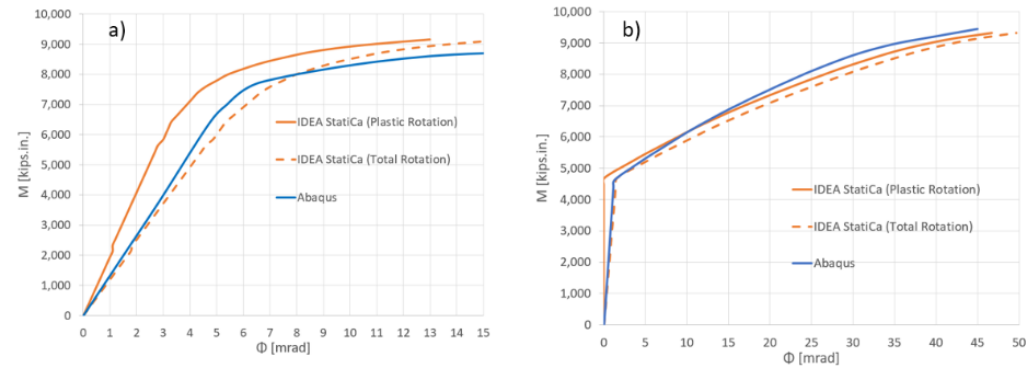 a)
10,000
9,000
8,000
7,000
6,000
5,000
4,000
3,000
2,000
1,000
0
M [kips.in.]
IDEA StatiCa (Plastic Rotation)
IDEA StatiCa (Total Rotation)
Abaqus
0 1 2 3 4 5 6 7 8 9 10 11 12 13 14 15
Φ [mrad]
b)
10,000
9,000
8,000
7,000
6,000
5,000
4,000
3,000
2,000
1,000
0
M [kips.in.]
IDEA StatiCa (Plastic Rotation)
IDEA StatiCa (Total Rotation)
Abaqus
0 5 10 15 20 25 30 35 40 45 50
Φ [mrad]